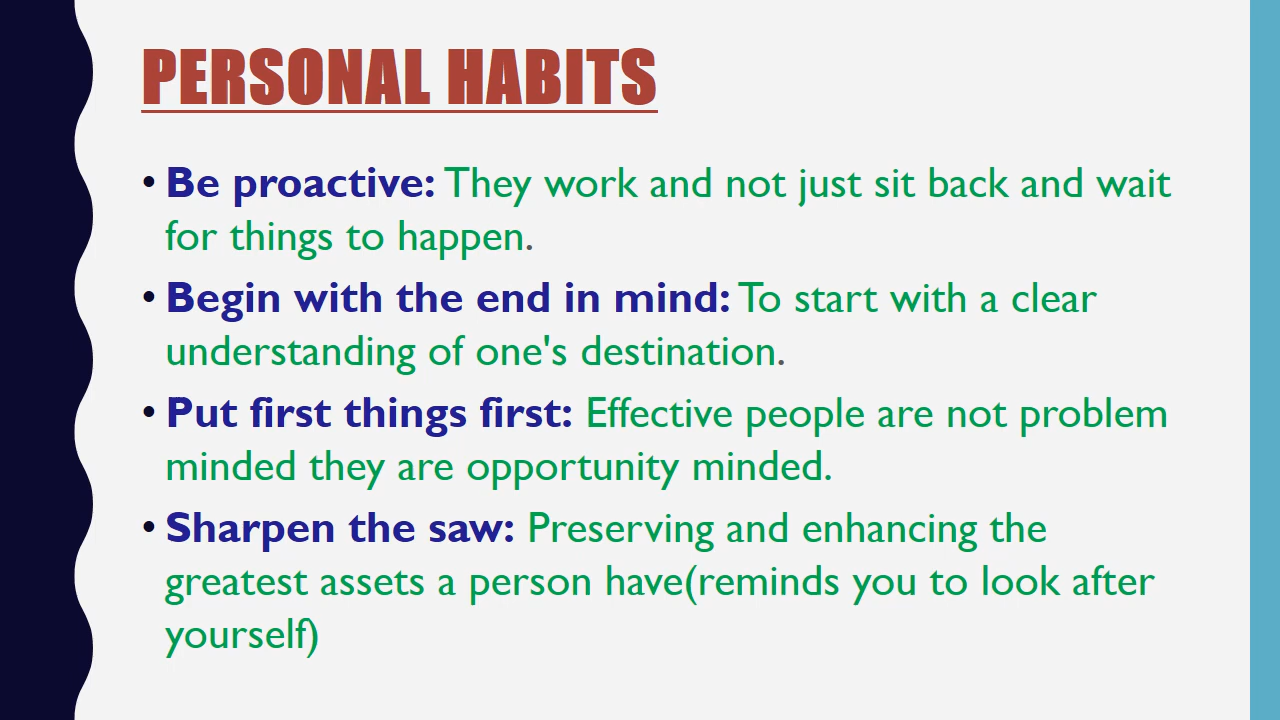 PERSONAL HABITS
• Be proactive: They work and not just sit back and wait
for things to happen.
• Begin with the end in mind: To start with a clear
understanding of one's destination.
• Put first things first: Effective people are not problem
minded they are opportunity minded.
• Sharpen the saw: Preserving and enhancing the
greatest assets a person have(reminds you to look after
yourself)